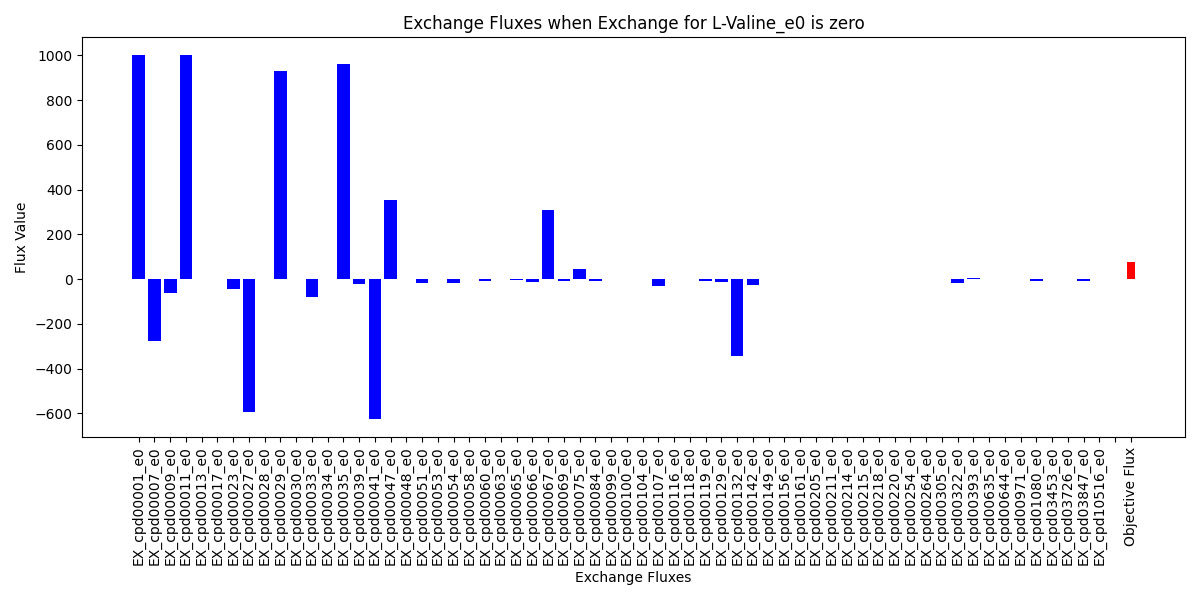 Exchange Fluxes when Exchange for L-Valine_e0 is zero
Flux Value
1000
800
600
400
200
0
−200
−400
−600
EX_cpd00001_e0
EX_cpd00007_e0
EX_cpd00009_e0
EX_cpd00011_e0
EX_cpd00013_e0
EX_cpd00017_e0
EX_cpd00023_e0
EX_cpd00027_e0
EX_cpd00028_e0
EX_cpd00029_e0
EX_cpd00030_e0
EX_cpd00033_e0
EX_cpd00034_e0
EX_cpd00035_e0
EX_cpd00039_e0
EX_cpd00041_e0
EX_cpd00047_e0
EX_cpd00048_e0
EX_cpd00051_e0
EX_cpd00053_e0
EX_cpd00054_e0
EX_cpd00058_e0
EX_cpd00060_e0
EX_cpd00063_e0
EX_cpd00065_e0
EX_cpd00066_e0
EX_cpd00067_e0
EX_cpd00069_e0
EX_cpd00075_e0
EX_cpd00084_e0
EX_cpd00099_e0
EX_cpd00100_e0
EX_cpd00104_e0
EX_cpd00107_e0
EX_cpd00116_e0
EX_cpd00118_e0
EX_cpd00119_e0
EX_cpd00129_e0
EX_cpd00132_e0
EX_cpd00142_e0
EX_cpd00149_e0
EX_cpd00156_e0
EX_cpd00161_e0
EX_cpd00205_e0
EX_cpd00211_e0
EX_cpd00214_e0
EX_cpd00215_e0
EX_cpd00218_e0
EX_cpd00220_e0
EX_cpd00254_e0
EX_cpd00264_e0
EX_cpd00305_e0
EX_cpd00322_e0
EX_cpd00393_e0
EX_cpd00635_e0
EX_cpd00644_e0
EX_cpd00971_e0
EX_cpd01080_e0
EX_cpd03453_e0
EX_cpd03726_e0
EX_cpd03847_e0
EX_cpd10516_e0
Objective Flux
Exchange Fluxes